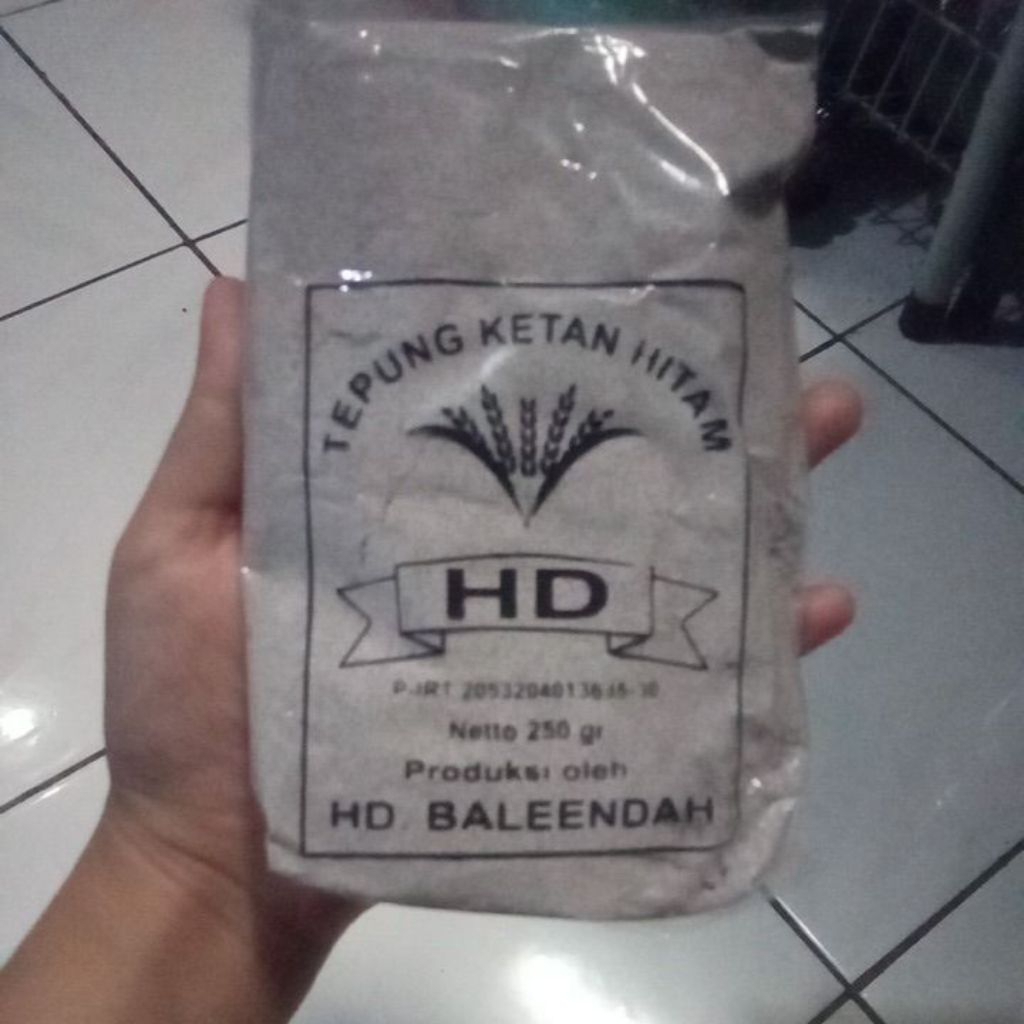 TEPUNG KETAN HITAM
HD
Netto 250 gr
Produksi oleh
HD BALEENDAH